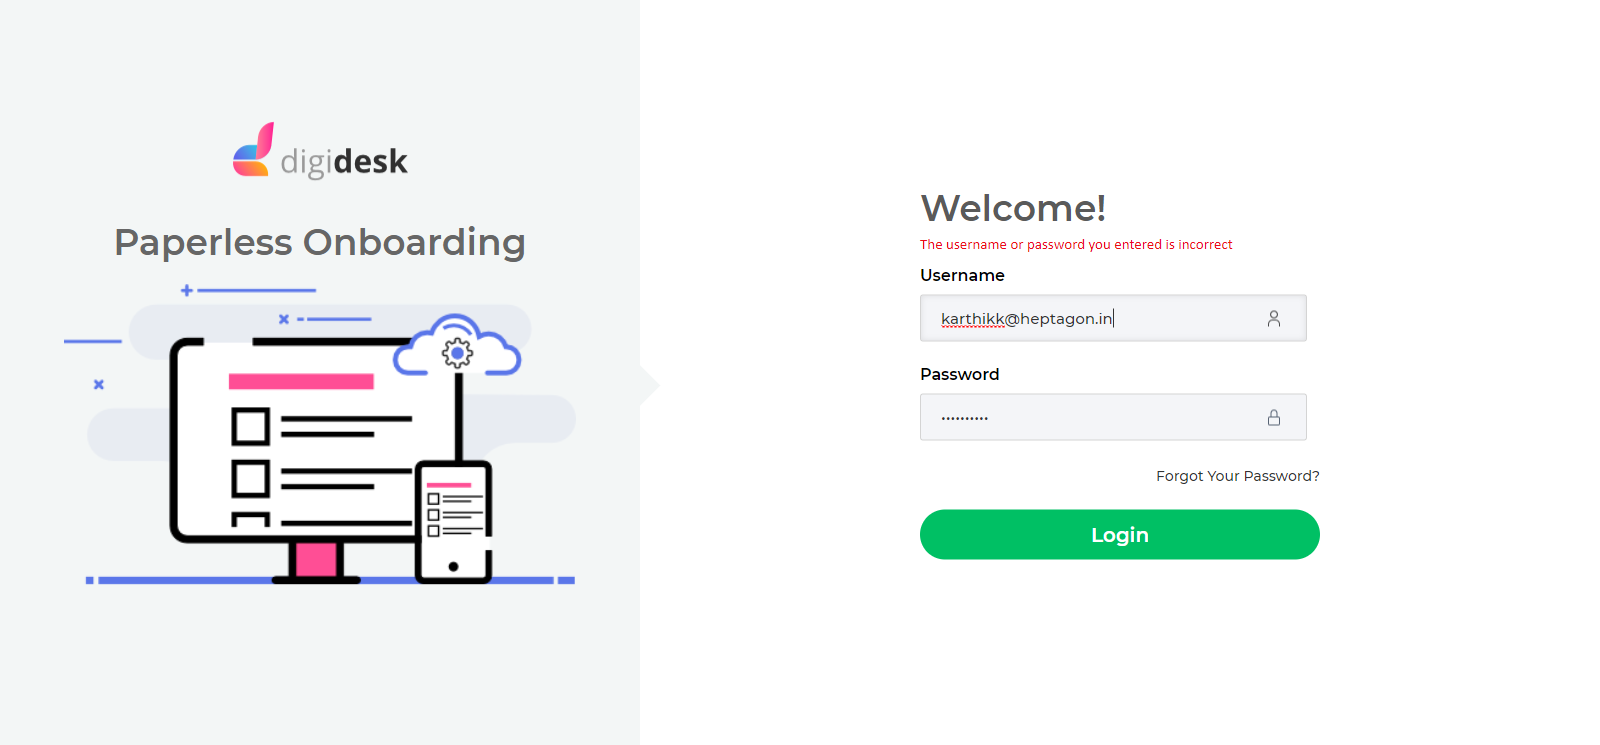 digidesk
Paperless Onboarding
Welcome!
The username or password you entered is incorrect
Username
karthikk@heptagon.in
Password
••••••••••
Forgot Your Password?
Login